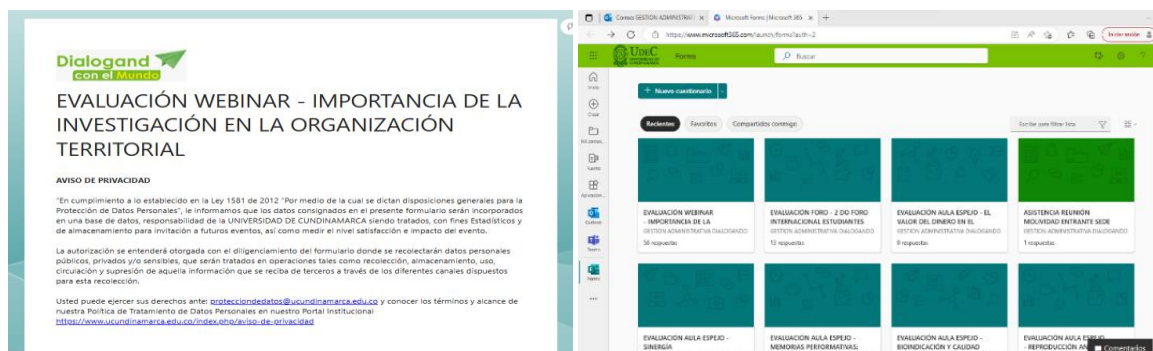 Dialogand
con el Mundo
EVALUACIÓN WEBINAR - IMPORTANCIA DE LA
INVESTIGACIÓN EN LA ORGANIZACIÓN
TERRITORIAL
AVISO DE PRIVACIDAD
"En cumplimiento a lo establecido en la Ley 1581 de 2012 "Por medio de la cual se dictan disposiciones generales para la
Protección de Datos Personales", le informamos que los datos consignados en el presente formulario serán incorporados
en una base de datos, responsabilidad de la UNIVERSIDAD DE CUNDINAMARCA siendo tratados, con fines Estadísticos y
de almacenamiento para invitación a futuros eventos, así como medir el nivel satisfacción e impacto del evento.
La autorización se entenderá otorgada con el diligenciamiento del formulario donde se recolectarán datos personales
públicos, privados y/o sensibles, que serán tratados en operaciones tales como recolección, almacenamiento, uso,
circulación y supresión de aquella información que se reciba de terceros a través de los diferentes canales dispuestos
para esta recolección.
Usted puede ejercer sus derechos ante: protecciondedatos@ucundinamarca.edu.co y conocer los términos y alcance de
nuestra Política de Tratamiento de Datos Personales en nuestro Portal Institucional
https://www.ucundinamarca.edu.co/index.php/aviso-de-privacidad
Correo: GESTION ADMINISTRATI
Microsoft Forms | Microsoft 365
https://www.microsoft365.com/launch/forms?auth=2
Iniciar sesión
UDEC
Forms
Buscar
Inicio
Crear
Nuevo cuestionario
Recientes
Favoritos
Compartidos conmigo
Escribe para filtrar lista
EVALUACIÓN WEBINAR
- IMPORTANCIA DE LA
GESTION ADMINISTRATIVA DIALOGANDO
58 respuestas
EVALUACIÓN FORO - 2 DO FORO
INTERNACIONAL ESTUDIANTES
GESTION ADMINISTRATIVA DIALOGANDO
13 respuestas
EVALUACIÓN AULA ESPEJO - EL
VALOR DEL DINERO EN EL
GESTION ADMINISTRATIVA DIALOGANDO
respuestas
ASISTENCIA REUNIÓN
MOLIVIDAD ENTRANTE SEDE
GESTION ADMINISTRATIVA DIALOGANDO
1 respuestas
Teams
Forms
EVALUACIÓN AULA ESPEJO -
SINERGÍA
EVALUACIÓN AULA ESPEJO -
MEMORIAS PERFORMATIVAS:
EVALUACIÓN AULA ESPEJO -
BIOINDICACIÓN Y CALIDAD
EVALUACIÓN AULA ESPEJO
- REPRODUCCIÓN AN
Comentarios